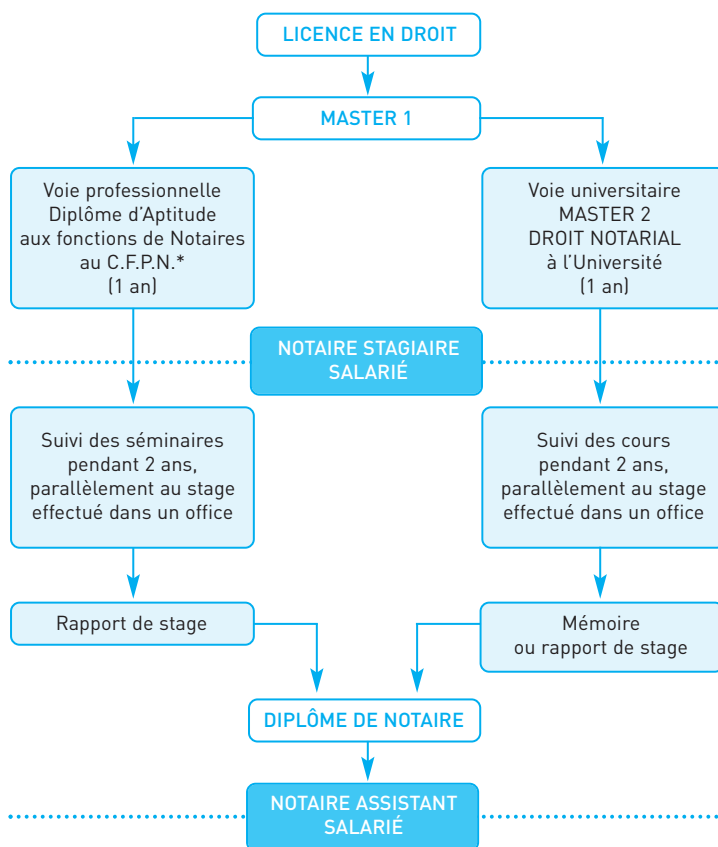 LICENCE EN DROIT
MASTER 1
Voie professionnelle
Diplôme d'Aptitude
aux fonctions de Notaires
au C.F.P.N.*
(1 an)
Voie universitaire
MASTER 2
DROIT NOTARIAL
à l'Université
(1 an)
NOTAIRE STAGIAIRE
SALARIÉ
Suivi des séminaires
pendant 2 ans,
parallèlement au stage
effectué dans un office
Suivi des cours
pendant 2 ans,
parallèlement au stage
effectué dans un office
Rapport de stage
Mémoire
ou rapport de stage
DIPLÔME DE NOTAIRE
NOTAIRE ASSISTANT
SALARIÉ